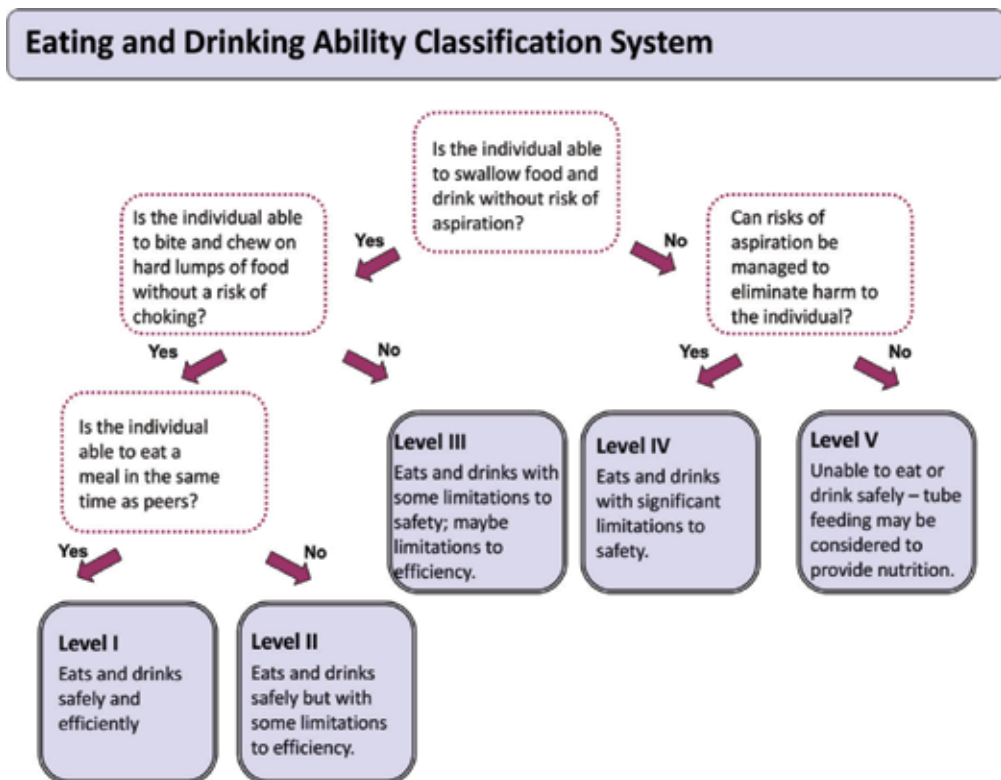 Eating and Drinking Ability Classification System
Is the individual able
to swallow food and
drink without risk of
aspiration?
Yes
No
Is the individual able
to bite and chew on
hard lumps of food
without a risk of
choking?
Can risks of
aspiration be
managed to
eliminate harm to
the individual?
Yes
No
Yes
No
Is the individual
able to eat a
meal in the same
time as peers?
Level III
Eats and drinks with
some limitations to
safety; maybe
limitations to
efficiency.
Level IV
Eats and drinks
with significant
limitations to
safety.
Level V
Unable to eat or
drink safely – tube
feeding may be
considered to
provide nutrition.
Yes
No
Level I
Eats and drinks
safely and
efficiently
Level II
Eats and drinks
safely but with
some limitations
to efficiency.